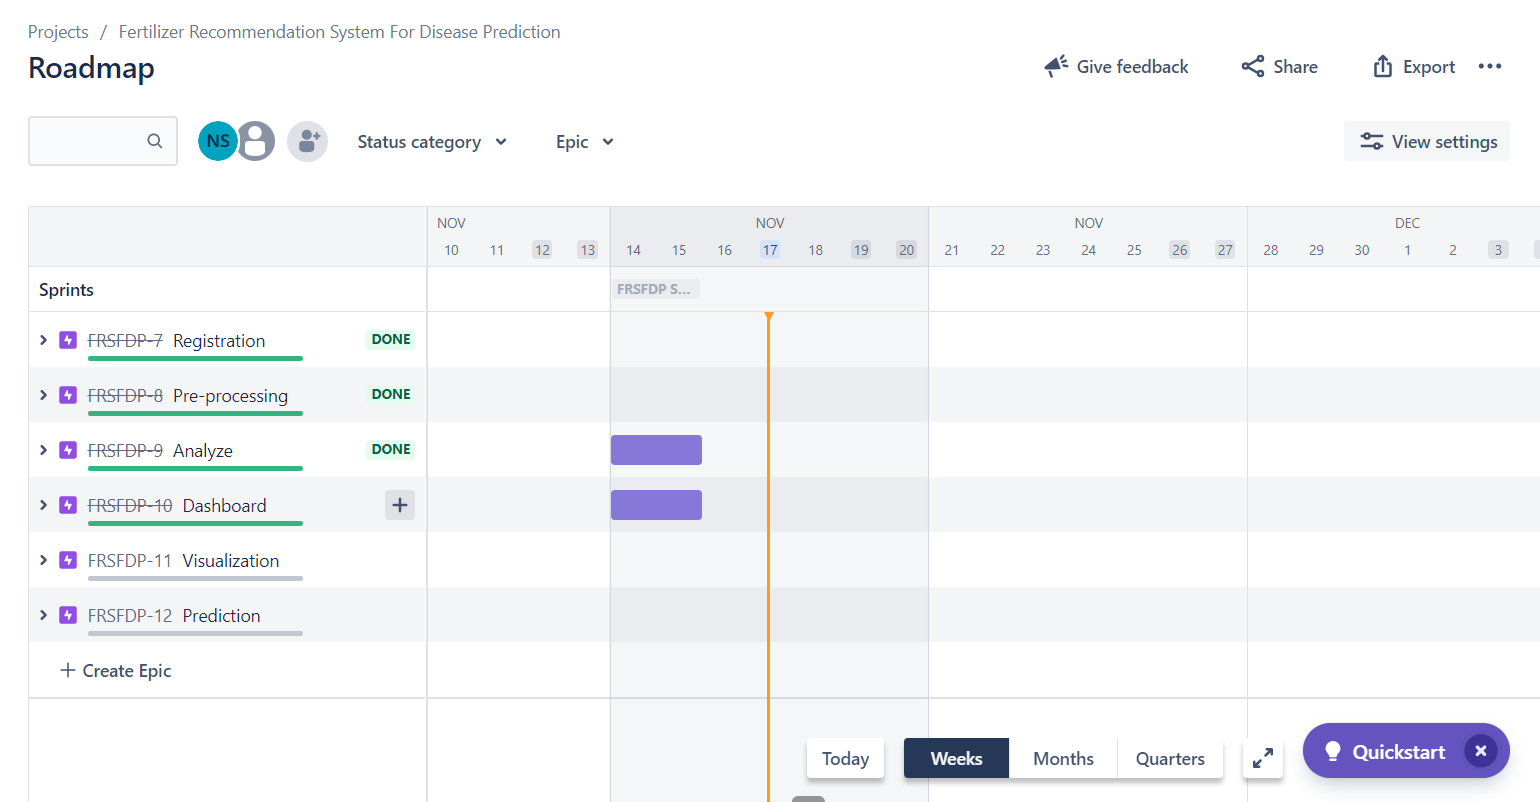 Projects / Fertilizer Recommendation System For Disease Prediction
Roadmap
Give feedback Share Export
NS Status category Epic View settings
NOV NOV NOV DEC
10 11 12 13 14 15 16 17 18 19 20 21 22 23 24 25 26 27 28 29 30 1 2 3
Sprints FRSFDP S...
FRSFDP-7 Registration DONE
FRSFDP-8 Pre-processing DONE
FRSFDP-9 Analyze DONE
FRSFDP-10 Dashboard
FRSFDP-11 Visualization
FRSFDP-12 Prediction
+ Create Epic
Today Weeks Months Quarters Quickstart